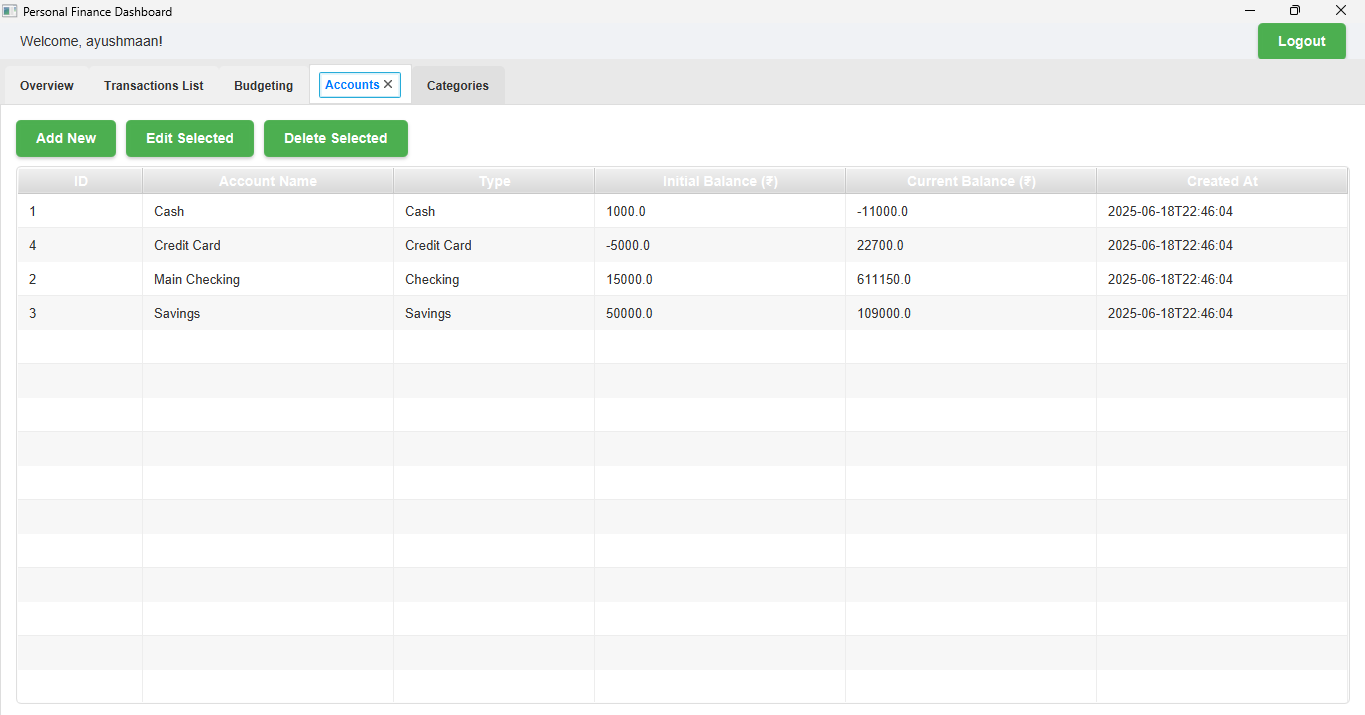 Personal Finance Dashboard
Welcome, ayushmaan!
Logout
Overview Transactions List Budgeting Accounts Categories
Add New Edit Selected Delete Selected
ID Account Name Type Initial Balance (₹) Current Balance (₹) Created At
1 Cash Cash 1000.0 -11000.0 2025-06-18T22:46:04
4 Credit Card Credit Card -5000.0 22700.0 2025-06-18T22:46:04
2 Main Checking Checking 15000.0 611150.0 2025-06-18T22:46:04
3 Savings Savings 50000.0 109000.0 2025-06-18T22:46:04